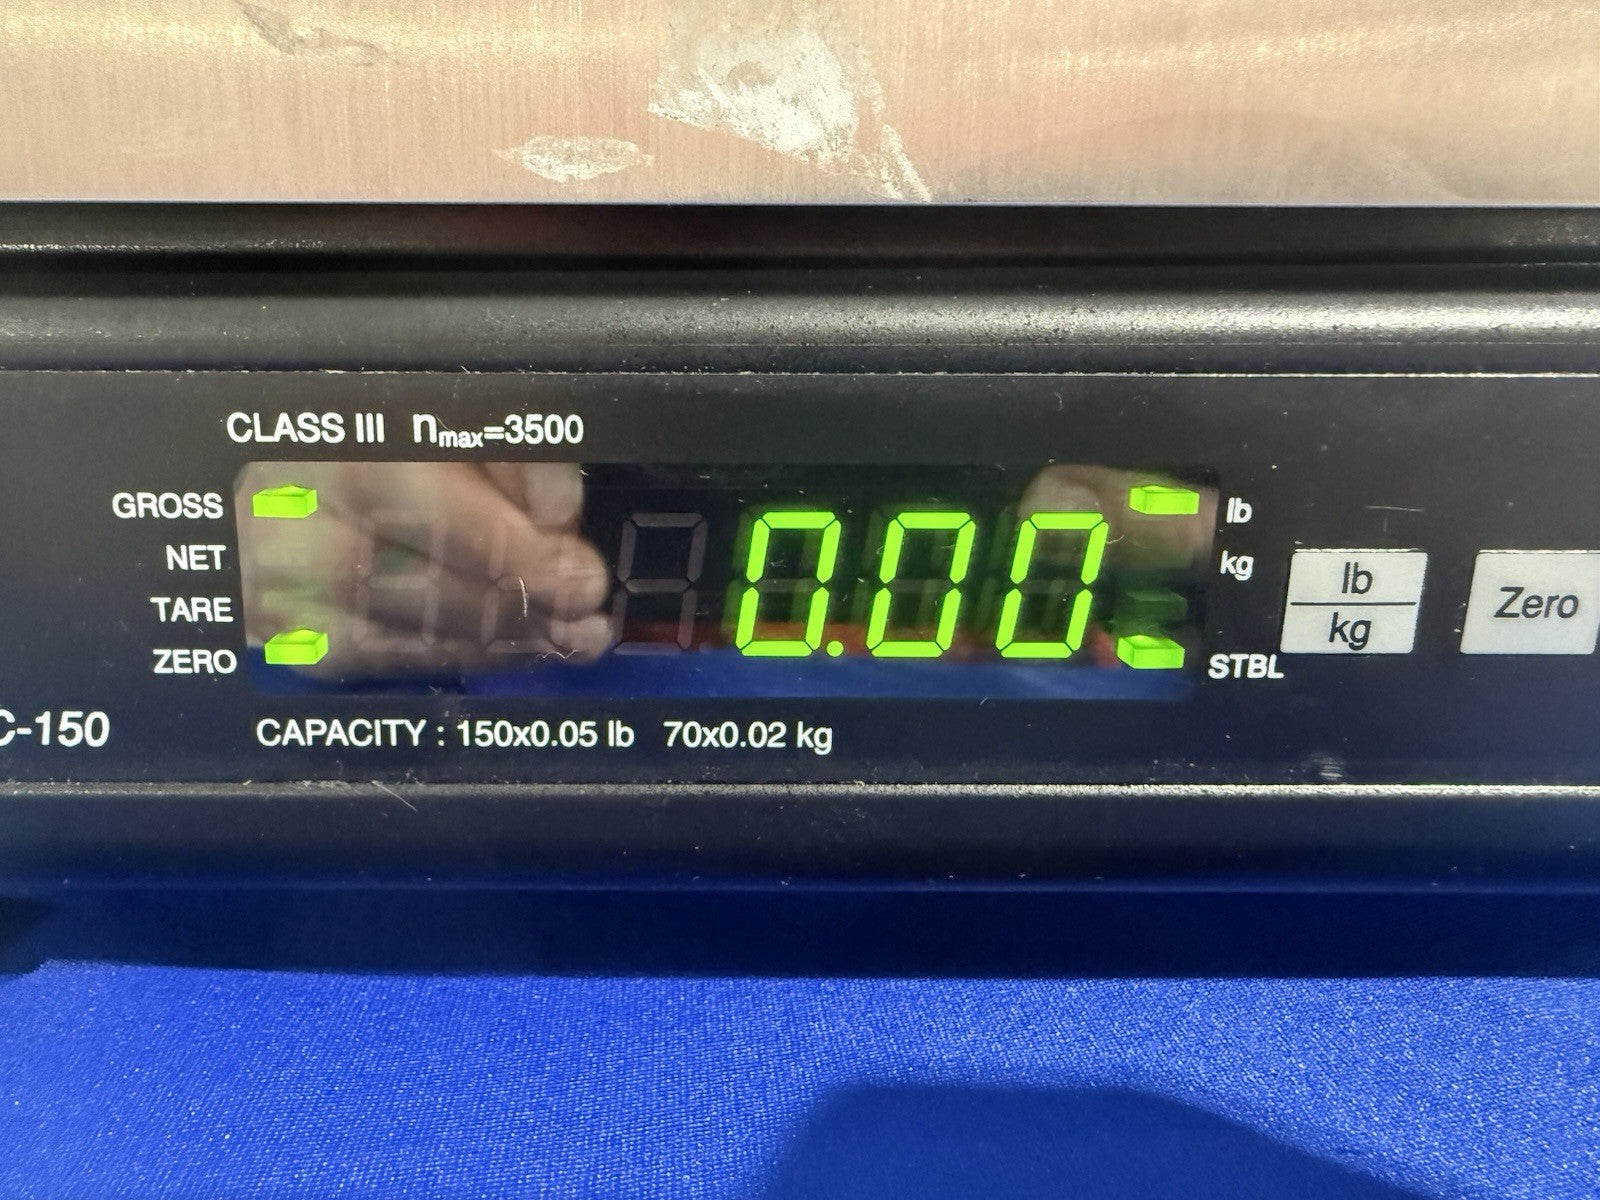 CLASS III nmax=3500
GROSS
NET
TARE
ZERO
0.00
lb
kg
STBL
lb
kg
Zero
C-150
CAPACITY : 150x0.05 lb 70x0.02 kg